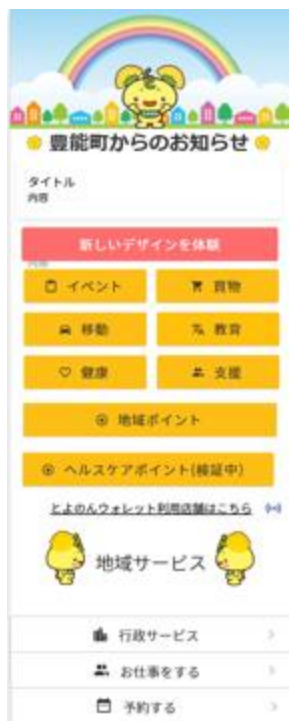 豊能町からのお知らせ
タイトル
内容
新しいデザインを体験
イベント
買物
移動
教育
健康
支援
地域ポイント
ヘルスケアポイント(検証中)
とよのんウォレット利用店舗はこちら
地域サービス
行政サービス
お仕事をする
予約する